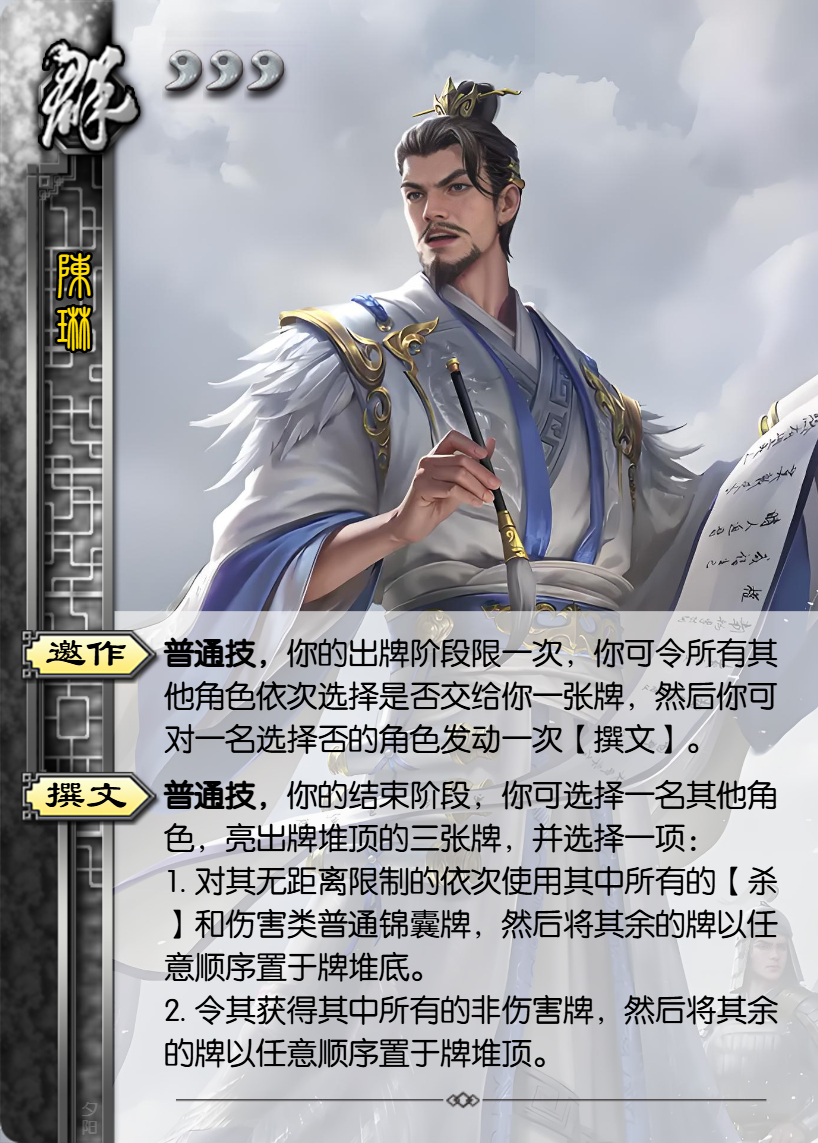 群
陳琳
邀作
普通技，你的出牌阶段限一次，你可令所有其
他角色依次选择是否交给你一张牌，然后你可
对一名选择否的角色发动一次【撰文】。
撰文
普通技，你的结束阶段，你可选择一名其他角
色，亮出牌堆顶的三张牌，并选择一项：
1. 对其无距离限制的依次使用其中所有的【杀
】和伤害类普通锦囊牌，然后将其余的牌以任
意顺序置于牌堆底。
2. 令其获得其中所有的非伤害牌，然后将其余
的牌以任意顺序置于牌堆顶。
夕阳